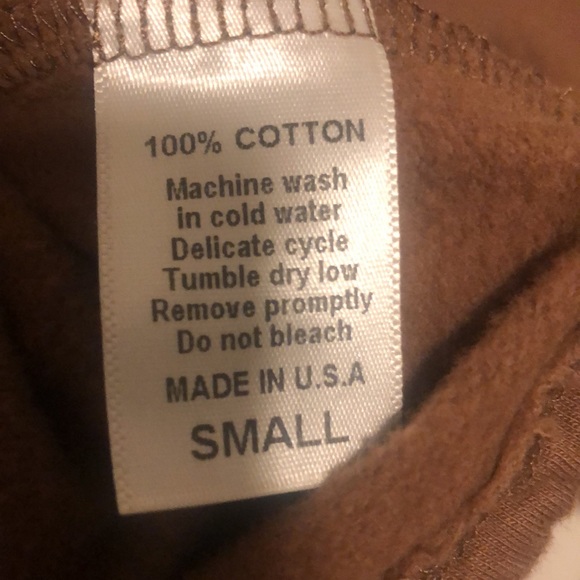 100% COTTON
Machine wash
in cold water
Delicate cycle
Tumble dry low
Remove promptly
Do not bleach
MADE IN U.S.A
SMALL